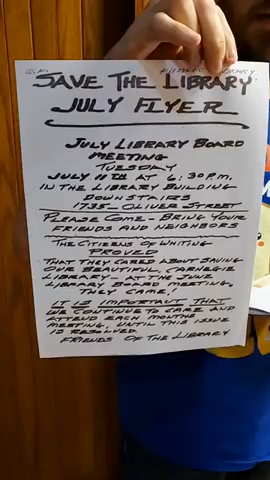 SAVE THE LIBRARY
JULY FLYER
JULY LIBRARY BOARD
MEETING
TUESDAY
JULY 11TH AT 6:30 P.M.
IN THE LIBRARY BUILDING
DOWNSTAIRS
1735 - OLIVER STREET
PLEASE COME - BRING YOUR
FRIENDS AND NEIGHBORS
THE CITIZENS OF WHITING
PROVED
THAT THEY CARED ABOUT SAVING
OUR BEAUTIFUL, CARNEGIE
LIBRARY - AT THE JUNE
LIBRARY BOARD MEETING,
THEY CAME!
IT IS IMPORTANT THAT
WE CONTINUE TO CARE AND
ATTEND EACH MONTHS
MEETING, UNTIL THIS ISSUE
IS RESOLVED
FRIENDS OF THE LIBRARY